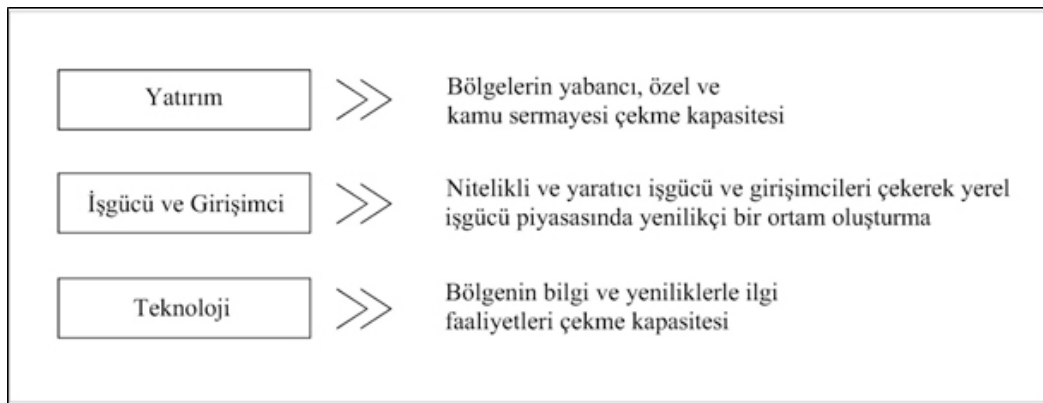 Yatırım
Bölgelerin yabancı, özel ve
kamu sermayesi çekme kapasitesi
İşgücü ve Girişimci
Nitelikli ve yaratıcı işgücü ve girişimcileri çekerek yerel
işgücü piyasasında yenilikçi bir ortam oluşturma
Teknoloji
Bölgenin bilgi ve yeniliklerle ilgi
faaliyetleri çekme kapasitesi